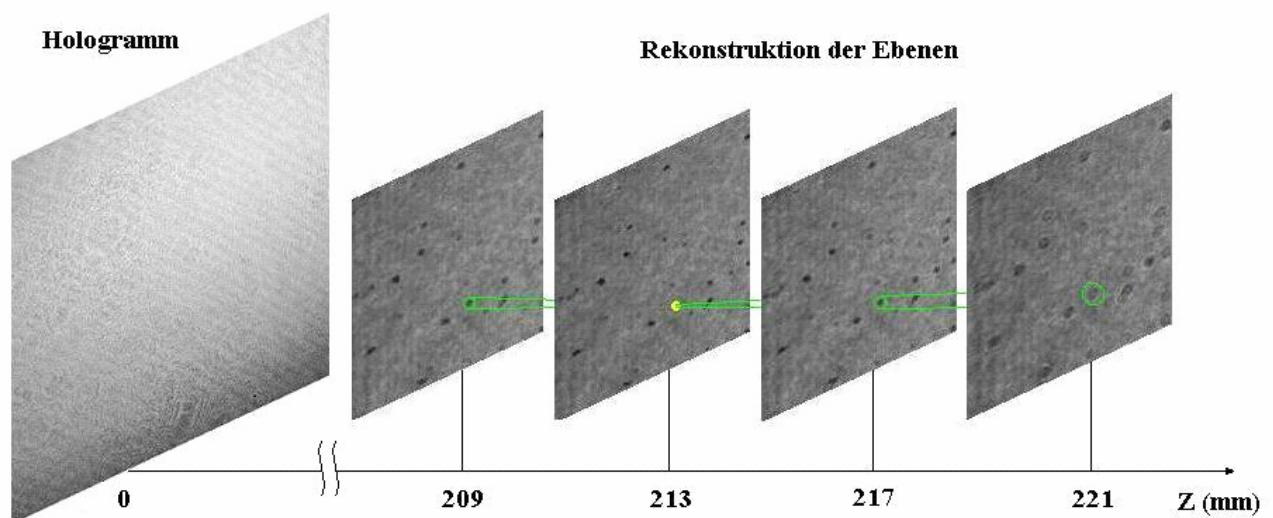 Hologramm
Rekonstruktion der Ebenen
0
209
213
217
221
Z (mm)